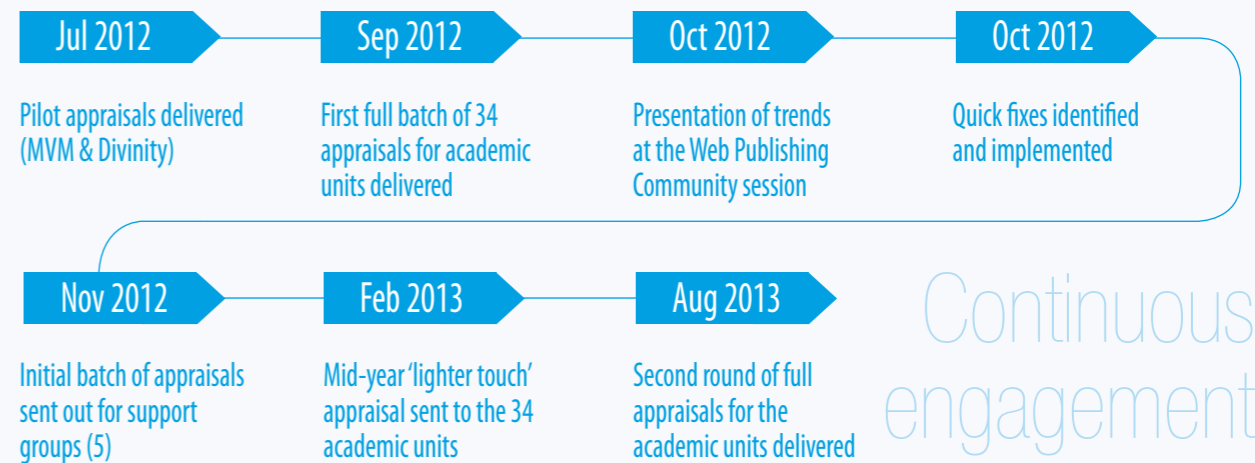 Jul 2012
Pilot appraisals delivered
(MVM & Divinity)
Sep 2012
First full batch of 34
appraisals for academic
units delivered
Oct 2012
Presentation of trends
at the Web Publishing
Community session
Oct 2012
Quick fixes identified
and implemented
Nov 2012
Initial batch of appraisals
sent out for support
groups (5)
Feb 2013
Mid-year ‘lighter touch’
appraisal sent to the 34
academic units
Aug 2013
Second round of full
appraisals for the
academic units delivered
Continuous
engagement